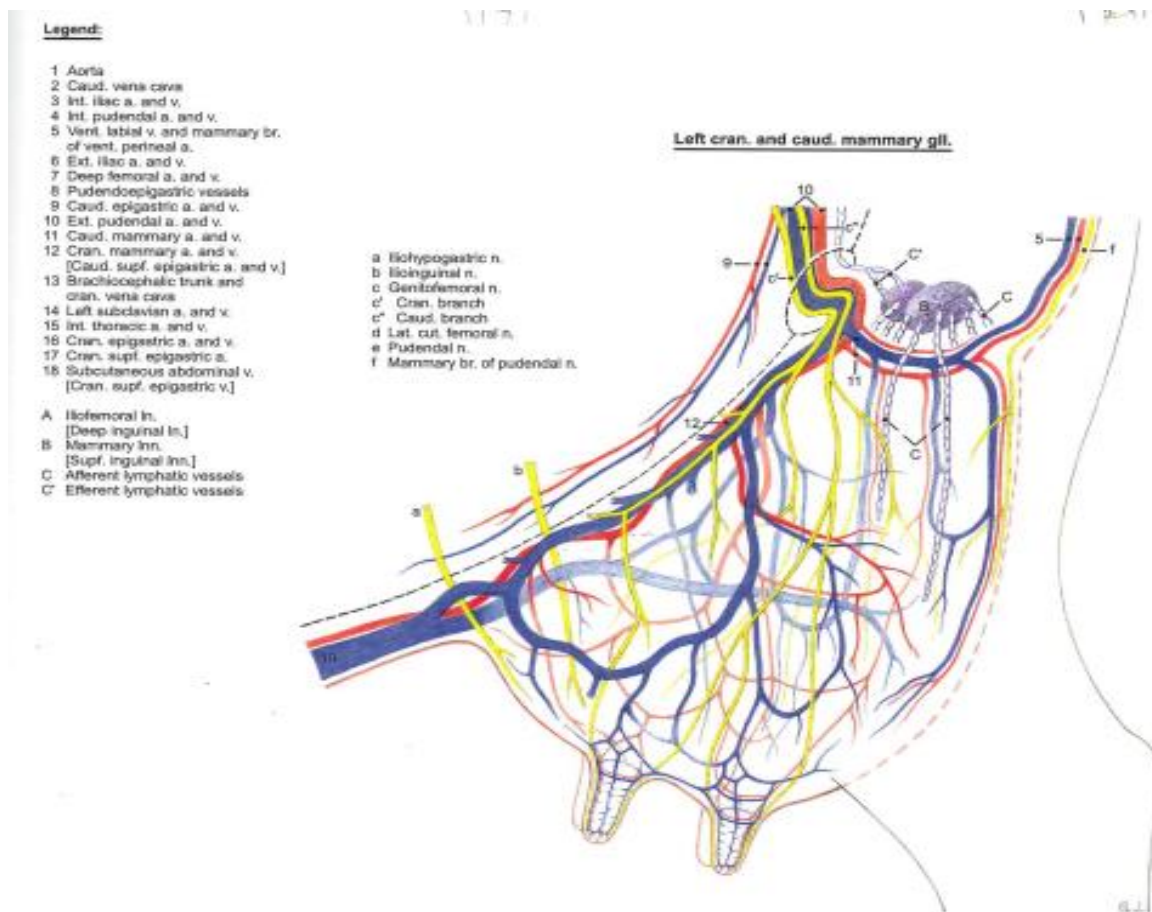 Legend:
1 Aorta
2 Caud. vena cava
3 Int. iliac a. and v.
4 Int. pudendal a. and v.
5 Vent. labial v. and mammary br.
of vent. perineal a.
6 Ext. iliac a. and v.
7 Deep femoral a. and v.
8 Pudendoepigastric vessels
9 Caud. epigastric a. and v.
10 Ext. pudendal a. and v.
11 Caud. mammary a. and v.
12 Cran. mammary a. and v.
[Caud. supf. epigastric a. and v.]
13 Brachiocephalic trunk and
cran. vena cava
14 Left subclavian a. and v.
15 Int. thoracic a. and v.
16 Cran. epigastric a. and v.
17 Cran. supf. epigastric a.
18 Subcutaneous abdominal v.
[Cran. supf. epigastric v.]
A Iliofemoral ln.
[Deep inguinal ln.]
B Mammary lnn.
[Supf. inguinal lnn.]
C Afferent lymphatic vessels
C' Efferent lymphatic vessels
a Iliohypogastric n.
b Ilioinguinal n.
c Genitofemoral n.
c' Cran. branch
c" Caud. branch
d Lat. cut. femoral n.
e Pudendal n.
f Mammary br. of pudendal n.
Left cran. and caud. mammary gll.
10
c"
9
c'
C'
5
f
B
C
11
12
C
b
a